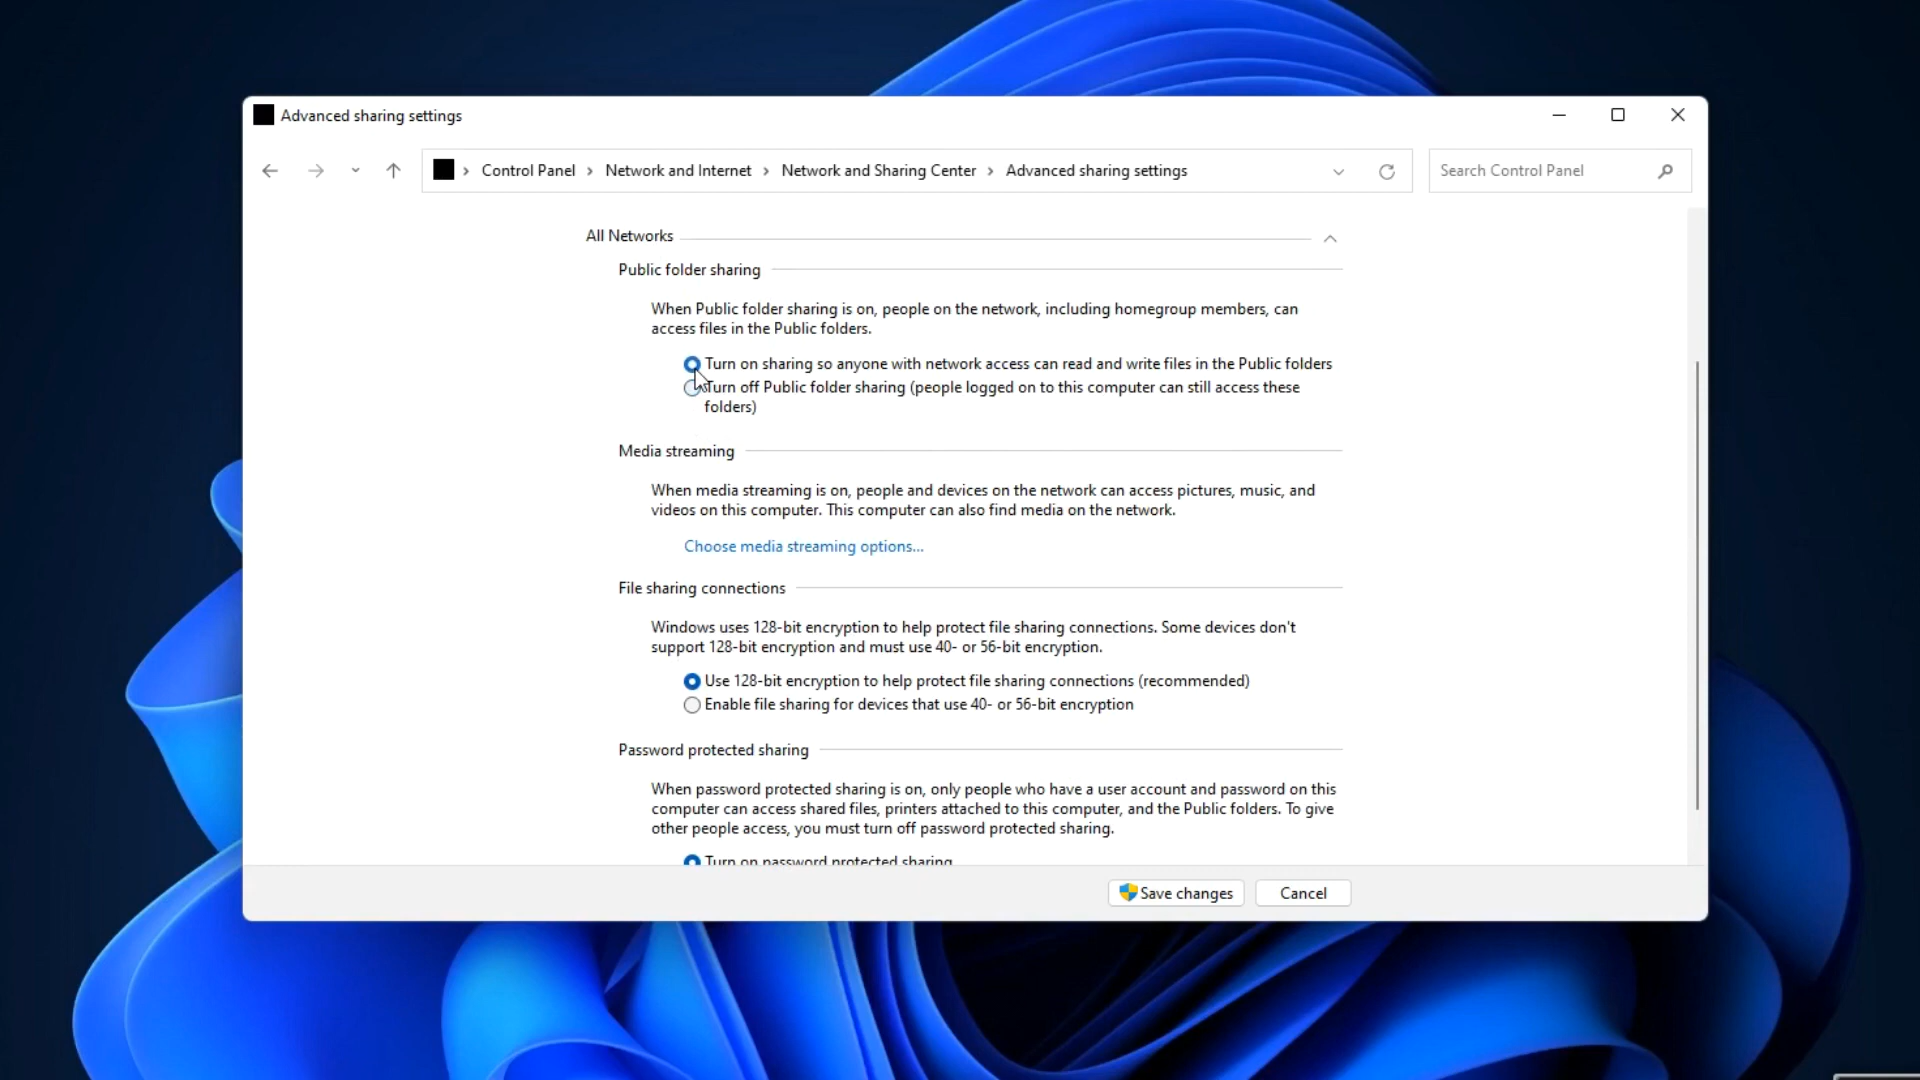 Advanced sharing settings
Control Panel > Network and Internet > Network and Sharing Center > Advanced sharing settings
Search Control Panel
All Networks
Public folder sharing
When Public folder sharing is on, people on the network, including homegroup members, can
access files in the Public folders.
Turn on sharing so anyone with network access can read and write files in the Public folders
Turn off Public folder sharing (people logged on to this computer can still access these
folders)
Media streaming
When media streaming is on, people and devices on the network can access pictures, music, and
videos on this computer. This computer can also find media on the network.
Choose media streaming options...
File sharing connections
Windows uses 128-bit encryption to help protect file sharing connections. Some devices don't
support 128-bit encryption and must use 40- or 56-bit encryption.
Use 128-bit encryption to help protect file sharing connections (recommended)
Enable file sharing for devices that use 40- or 56-bit encryption
Password protected sharing
When password protected sharing is on, only people who have a user account and password on this
computer can access shared files, printers attached to this computer, and the Public folders. To give
other people access, you must turn off password protected sharing.
Turn on password protected sharing
Save changes
Cancel